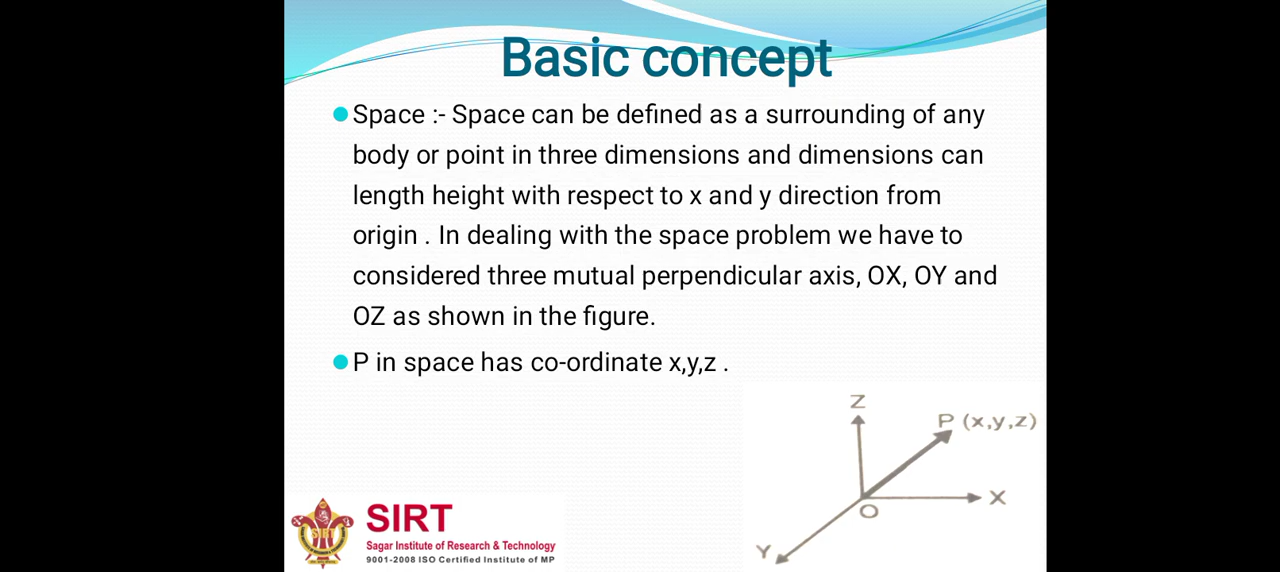 Basic concept
Space :- Space can be defined as a surrounding of any
body or point in three dimensions and dimensions can
length height with respect to x and y direction from
origin . In dealing with the space problem we have to
considered three mutual perpendicular axis, OX, OY and
OZ as shown in the figure.
P in space has co-ordinate x,y,z .
Z
P (x,y,z)
X
O
Y
SIRT
SIRT
Sagar Institute of Research & Technology
9001-2008 ISO Certified Institute of MP